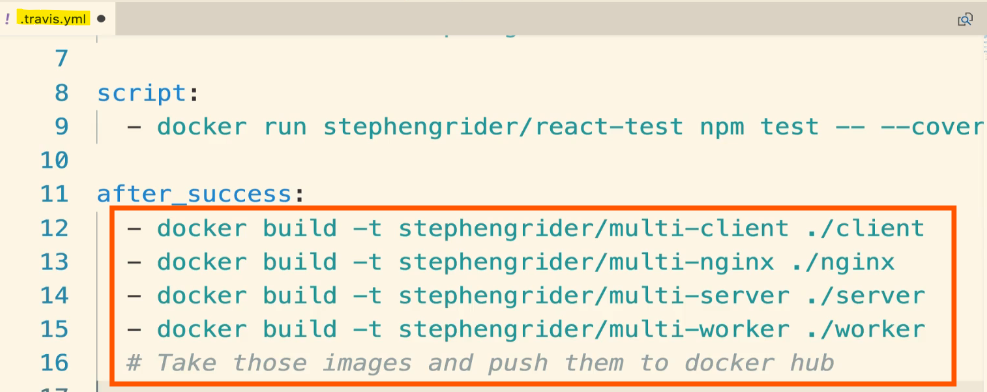 ! .travis.yml ●
7
8 script:
9 - docker run stephengrider/react-test npm test -- --cover
10
11 after_success:
12 - docker build -t stephengrider/multi-client ./client
13 - docker build -t stephengrider/multi-nginx ./nginx
14 - docker build -t stephengrider/multi-server ./server
15 - docker build -t stephengrider/multi-worker ./worker
16 # Take those images and push them to docker hub